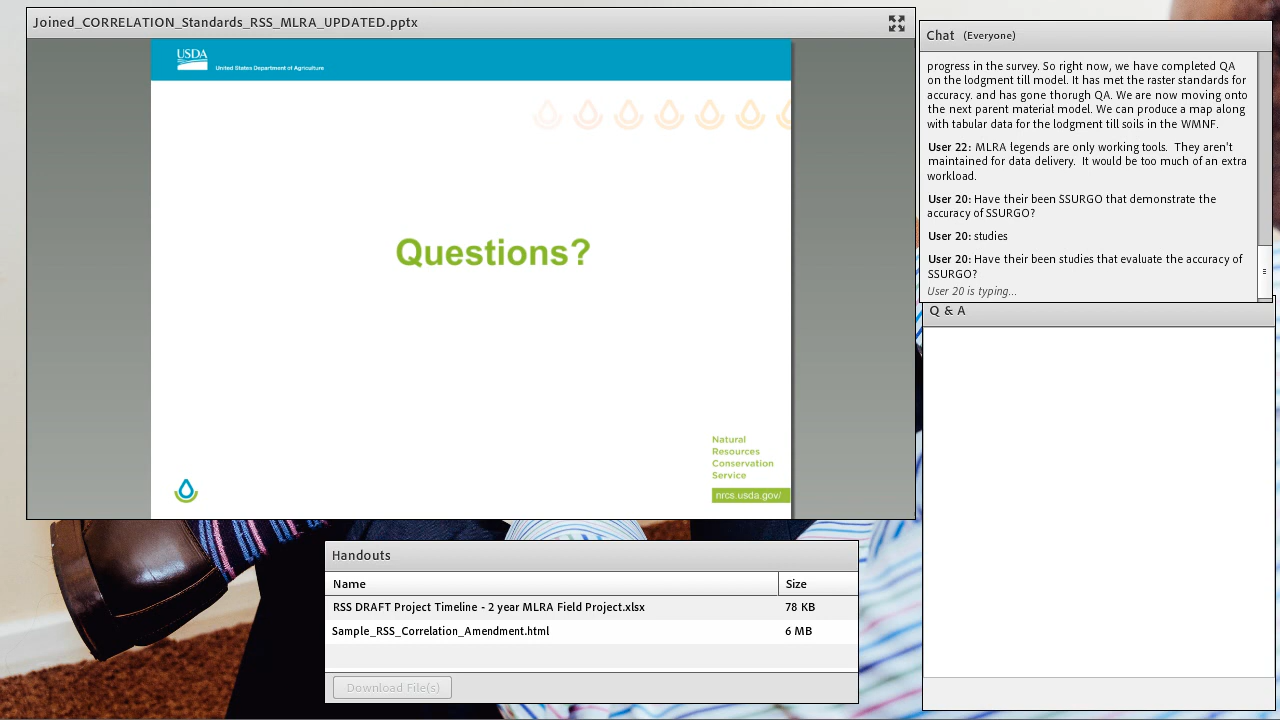 Joined_CORRELATION_Standards_RSS_MLRA_UPDATED.pptx
USDA
United States Department of Agriculture
Questions?
Natural
Resources
Conservation
Service
nrcs.usda.gov/
Chat (Everyone)
on the survey. So right now, we have completed QA
on the lodgment till model. It has met the raster standards for
accuracy, and has gone thorugh QA. We are now moving onto
the next parent material model. We can produce a map along
with tabular data for the lodgment till soils in the WMNF.
User 22: MLRA legends are only working tools. They aren't
maintained for data delivery. It would be too much of an extra
workload.
User 20: Have their been SSURGO that demonstrate the
accuracy of SSURGO?
User 20: studies
User 20: Have their been studies that evaluate the accuracy of
SSURGO?
User 20 is typing...
Q & A
Handouts
Name Size
RSS DRAFT Project Timeline - 2 year MLRA Field Project.xlsx 78 KB
Sample_RSS_Correlation_Amendment.html 6 MB
Download File(s)